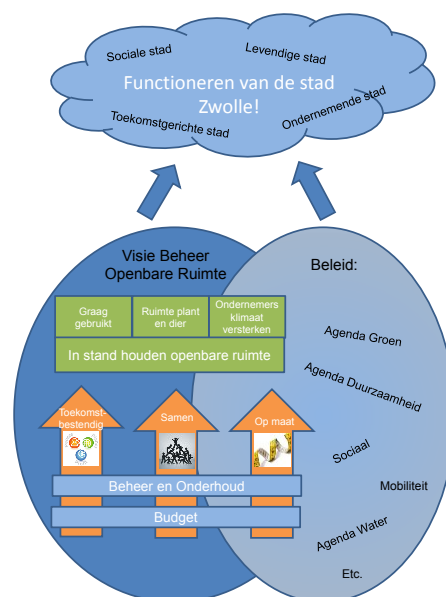 Sociale stad
Levendige stad
Functioneren van de stad
Zwolle!
Toekomstgerichte stad
Ondernemende stad
Visie Beheer
Openbare Ruimte
Beleid:
Graag
gebruikt
Ruimte plant
en dier
Ondernemers
klimaat
versterken
In stand houden openbare ruimte
Agenda Groen
Agenda Duurzaamheid
Toekomst-
bestendig
Samen
Op maat
Sociaal
Mobiliteit
Beheer en Onderhoud
Budget
Agenda Water
Etc.